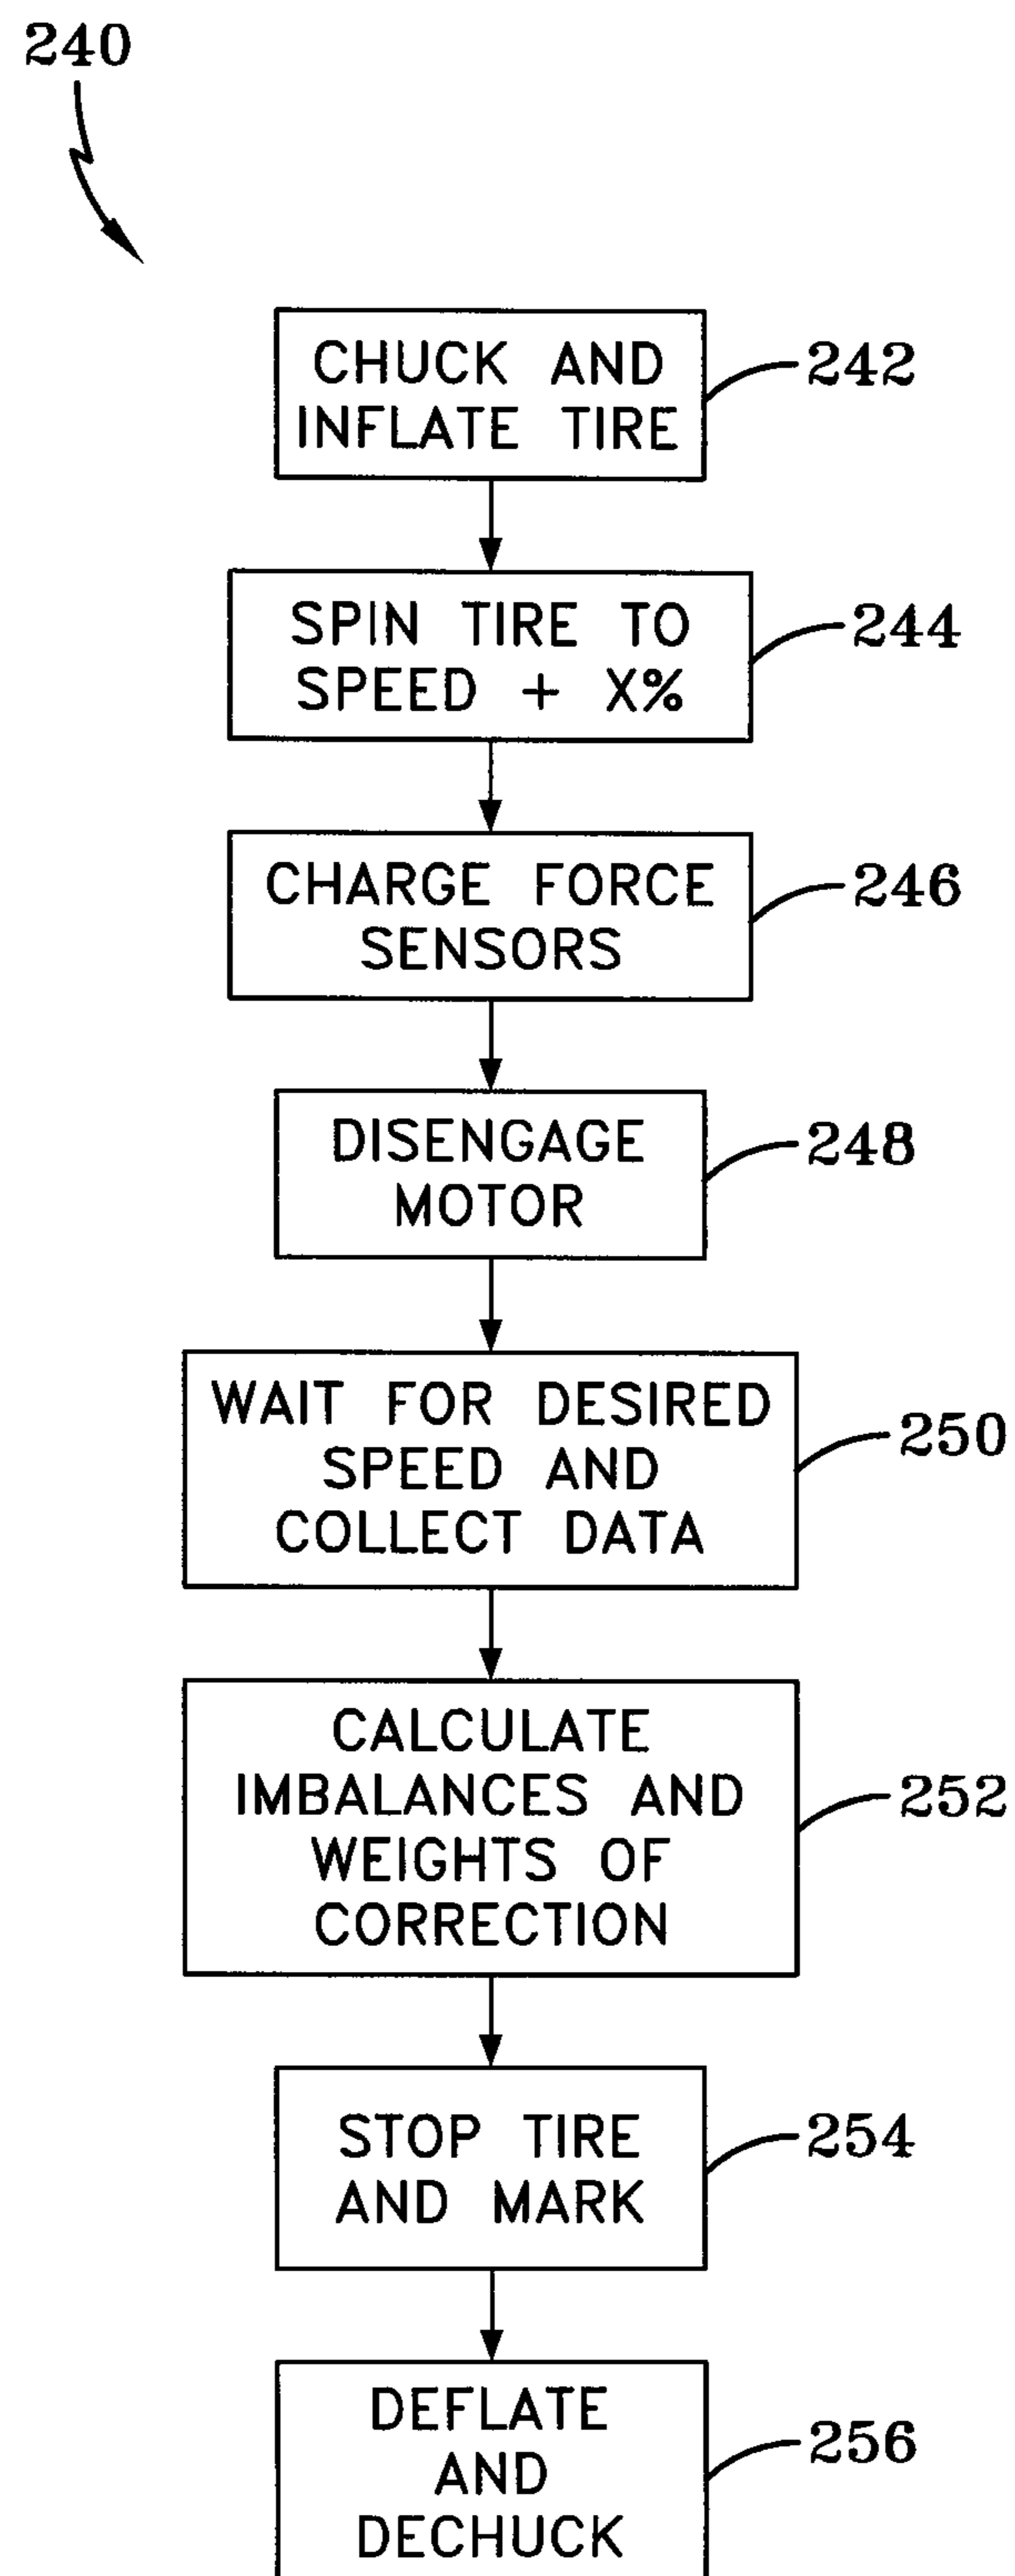 240
CHUCK AND
INFLATE TIRE
242
SPIN TIRE TO
SPEED + X%
244
CHARGE FORCE
SENSORS
246
DISENGAGE
MOTOR
248
WAIT FOR DESIRED
SPEED AND
COLLECT DATA
250
CALCULATE
IMBALANCES AND
WEIGHTS OF
CORRECTION
252
STOP TIRE
AND MARK
254
DEFLATE
AND
DECHUCK
256